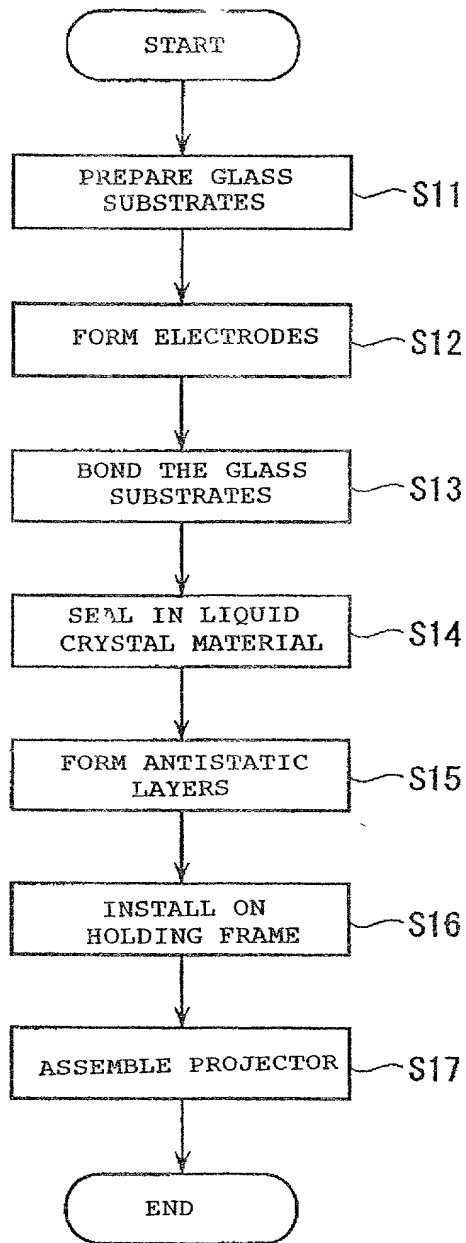 START
PREPARE GLASS
SUBSTRATES
S11
FORM ELECTRODES
S12
BOND THE GLASS
SUBSTRATES
S13
SEAL IN LIQUID
CRYSTAL MATERIAL
S14
FORM ANTISTATIC
LAYERS
S15
INSTALL ON
HOLDING FRAME
S16
ASSEMBLE PROJECTOR
S17
END